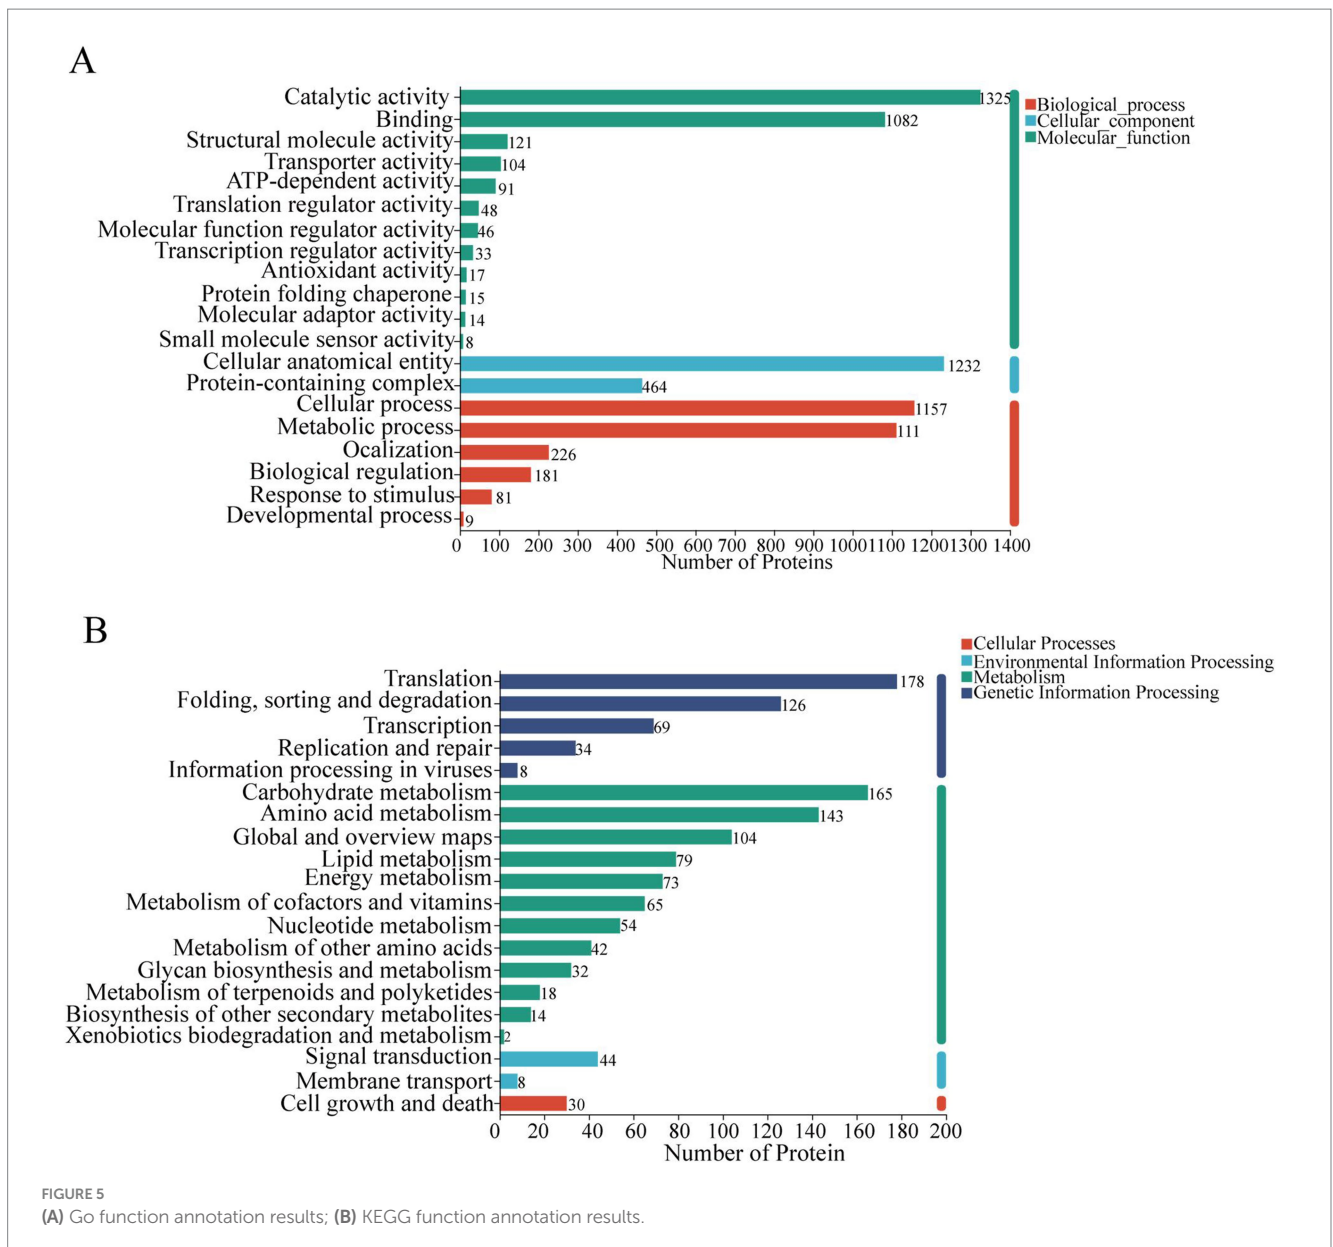 A
Catalytic activity 1325
Binding 1082
Structural molecule activity 121
Transporter activity 104
ATP-dependent activity 91
Translation regulator activity 48
Molecular function regulator activity 46
Transcription regulator activity 33
Antioxidant activity 17
Protein folding chaperone 15
Molecular adaptor activity 14
Small molecule sensor activity 8
Cellular anatomical entity 1232
Protein-containing complex 464
Cellular process 1157
Metabolic process 111
Ocalization 226
Biological regulation 181
Response to stimulus 81
Developmental process 9
0 100 200 300 400 500 600 700 800 900 1000 1100 1200 1300 1400
Number of Proteins
Biological_process
Cellular_component
Molecular_function
B
Translation 178
Folding, sorting and degradation 126
Transcription 69
Replication and repair 34
Information processing in viruses 8
Carbohydrate metabolism 165
Amino acid metabolism 143
Global and overview maps 104
Lipid metabolism 79
Energy metabolism 73
Metabolism of cofactors and vitamins 65
Nucleotide metabolism 54
Metabolism of other amino acids 42
Glycan biosynthesis and metabolism 32
Metabolism of terpenoids and polyketides 18
Biosynthesis of other secondary metabolites 14
Xenobiotics biodegradation and metabolism 2
Signal transduction 44
Membrane transport 8
Cell growth and death 30
0 20 40 60 80 100 120 140 160 180 200
Number of Protein
Cellular Processes
Environmental Information Processing
Metabolism
Genetic Information Processing
FIGURE 5
(A) Go function annotation results; (B) KEGG function annotation results.